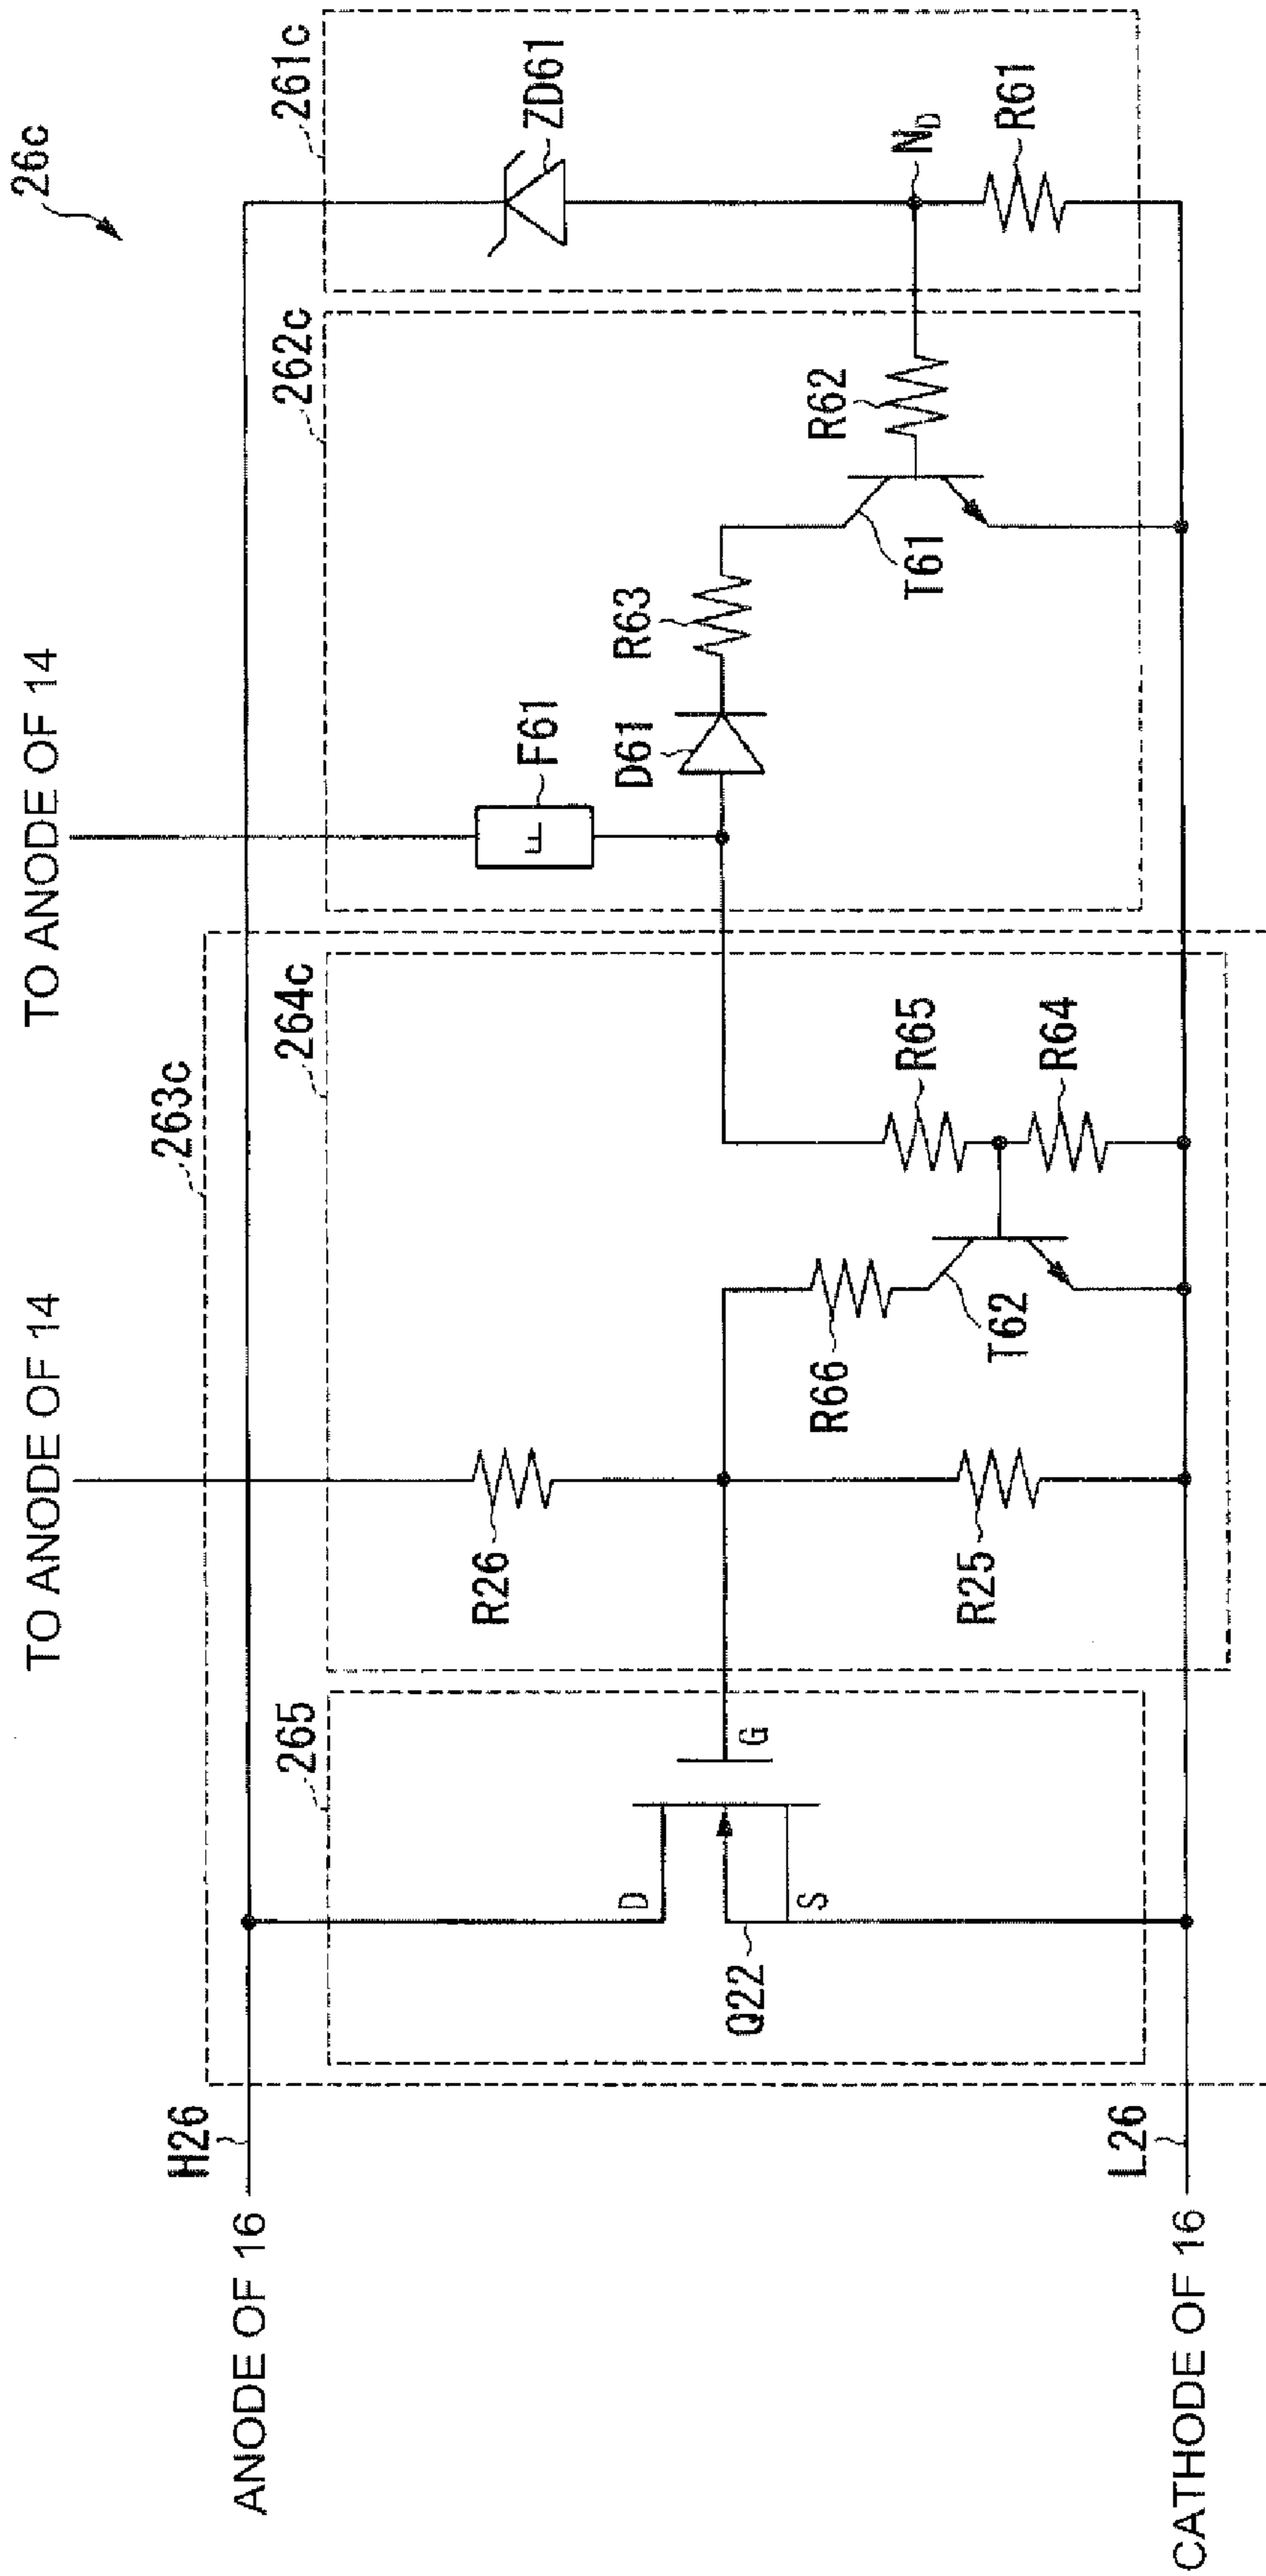 26c
TO ANODE OF 14
TO ANODE OF 14
263c
264c
262c
261c
265
H26
ANODE OF 16
R26
F61
ZD61
D61
R63
D
G
S
Q22
R66
R65
R62
N_D
T62
T61
R25
R64
R61
L26
CATHODE OF 16
F